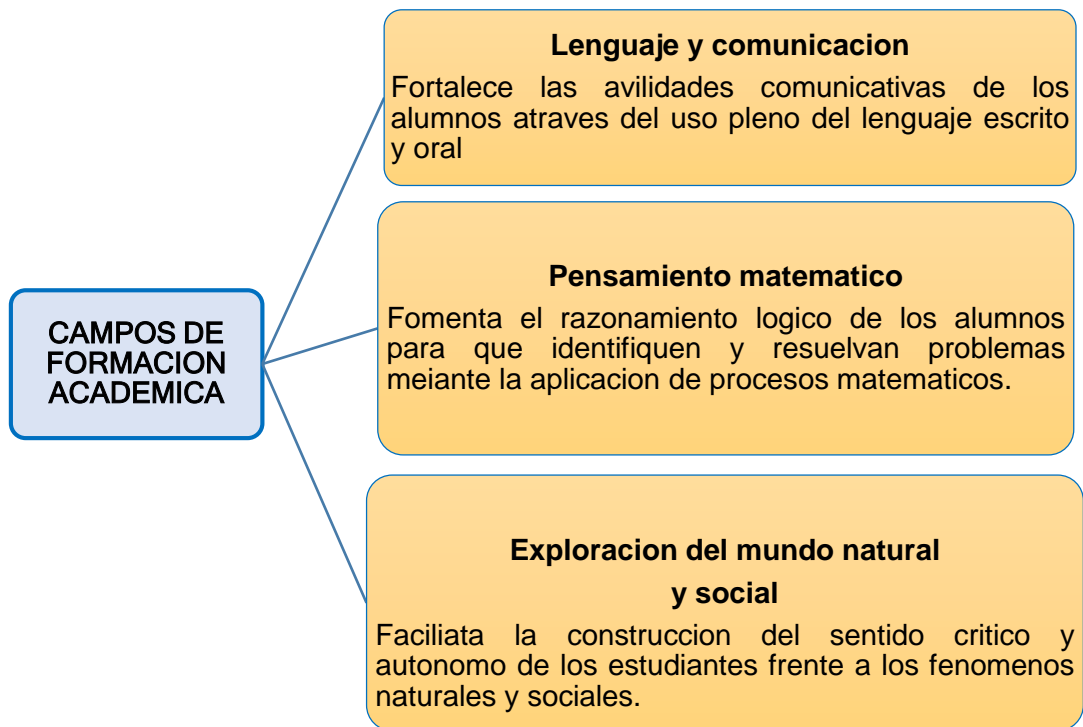 CAMPOS DE
FORMACION
ACADEMICA
Lenguaje y comunicacion
Fortalece las avilidades comunicativas de los
alumnos atraves del uso pleno del lenguaje escrito
y oral
Pensamiento matematico
Fomenta el razonamiento logico de los alumnos
para que identifiquen y resuelvan problemas
meiante la aplicacion de procesos matematicos.
Exploracion del mundo natural
y social
Faciliata la construccion del sentido critico y
autonomo de los estudiantes frente a los fenomenos
naturales y sociales.